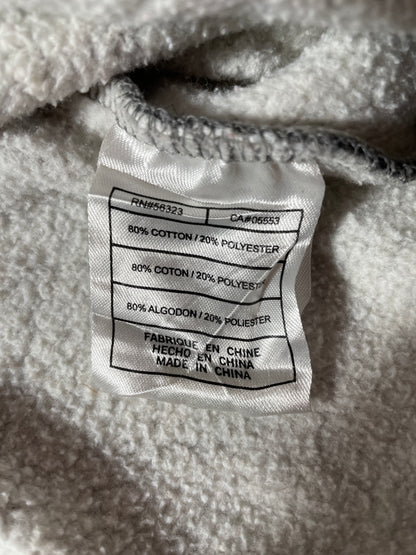 RN#56323 CA#05553
80% COTTON / 20% POLYESTER
80% COTON / 20% POLYESTER
80% ALGODON / 20% POLIESTER
FABRIQUE EN CHINE
HECHO EN CHINA
MADE IN CHINA